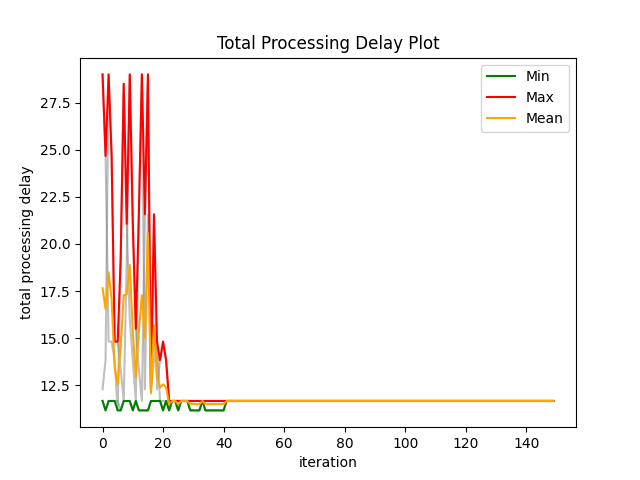 Total Processing Delay Plot
Min
Max
Mean
total processing delay
27.5
25.0
22.5
20.0
17.5
15.0
12.5
0 20 40 60 80 100 120 140
iteration